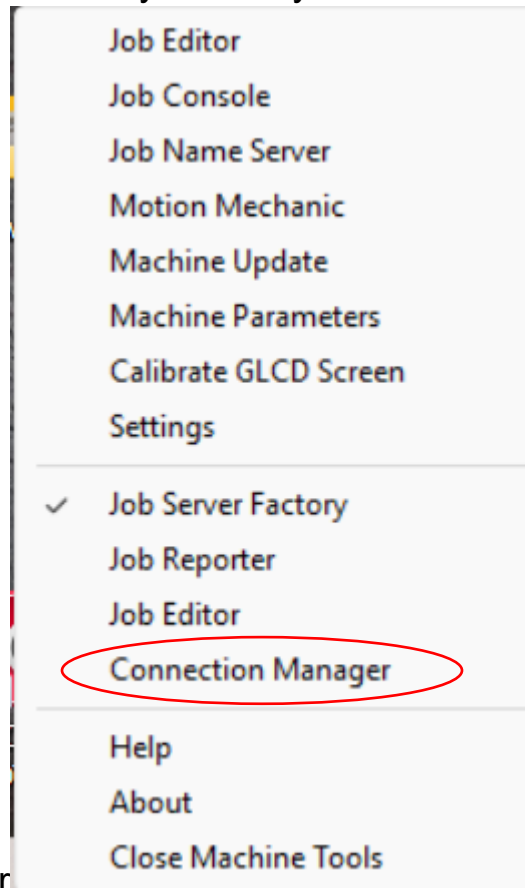 Job Editor
Job Console
Job Name Server
Motion Mechanic
Machine Update
Machine Parameters
Calibrate GLCD Screen
Settings
Job Server Factory
Job Reporter
Job Editor
Connection Manager
Help
About
Close Machine Tools